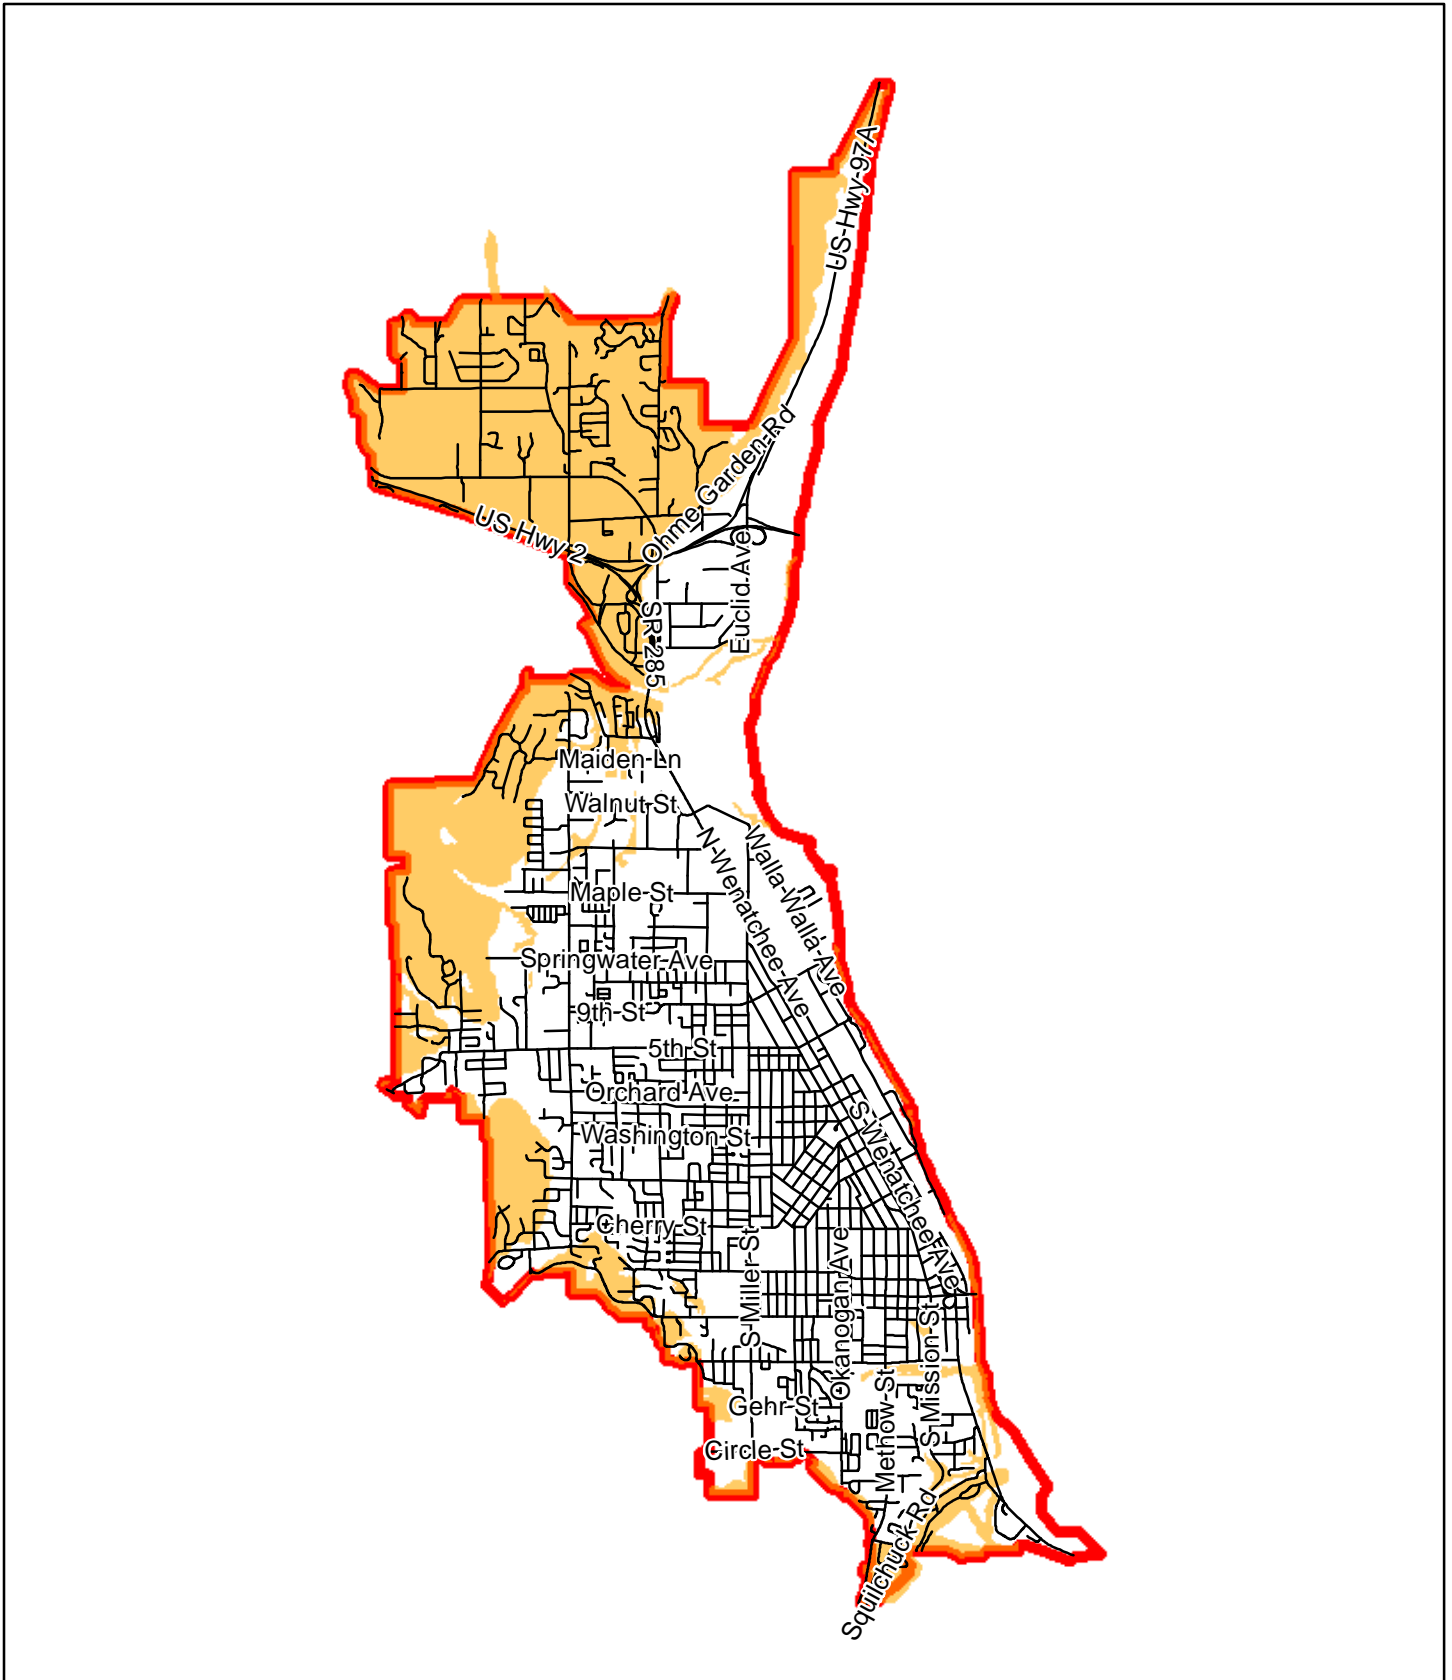 US Hwy 97A
Ohme Garden Rd
US Hwy 2
Euclid Ave
SR 285
Maiden Ln
Walnut St
N Wenatchee Ave
Walla Walla Ave
Maple St
Springwater Ave
9th St
5th St
Orchard Ave
S Wenatchee Ave
Washington St
Cherry St
S Miller St
Okanogan Ave
S Mission St
Methow St
Gehr St
Circle St
Squilchuck Rd